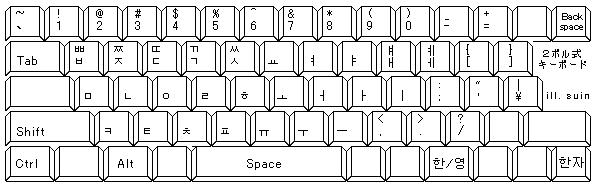 ~ ! @ # $ % ^ & * ( ) _ + Back
` 1 2 3 4 5 6 7 8 9 0 - = space
Tab ㅃ ㅉ ㄸ ㄲ ㅆ ㅛ ㅕ ㅑ ㅒ ㅖ { } 2ボル式
ㅂ ㅈ ㄷ ㄱ ㅅ ㅐ ㅔ [ ] キーボード
ㅁ ㄴ ㅇ ㄹ ㅎ ㅗ ㅓ ㅏ ㅣ : " | ill. suin
; ' ¥
Shift ㅋ ㅌ ㅊ ㅍ ㅠ ㅜ ㅡ < > ?
, . /
Ctrl Alt Space 한/영 한자